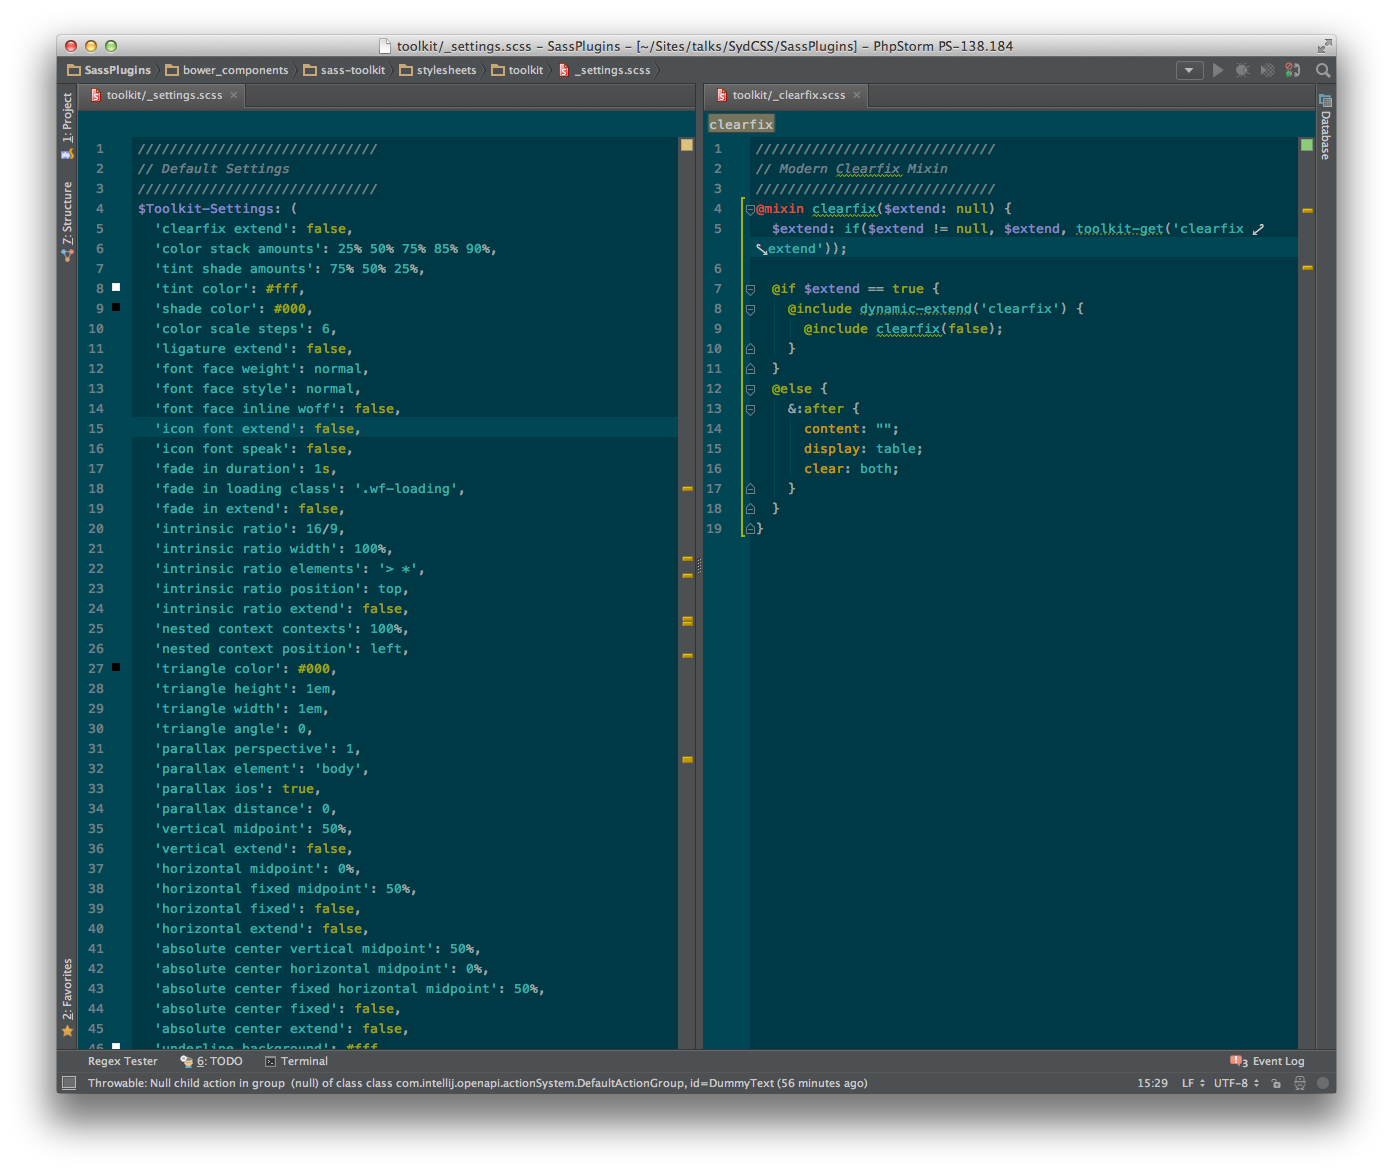 toolkit/_settings.scss – SassPlugins – [~/Sites/talks/SydCSS/SassPlugins] – PhpStorm PS-138.184
SassPlugins
bower_components
sass-toolkit
stylesheets
toolkit
_settings.scss
1: Project
7: Structure
2: Favorites
toolkit/_settings.scss
1 //////////////////////////////
2 // Default Settings
3 //////////////////////////////
4 $Toolkit-Settings: (
5 'clearfix extend': false,
6 'color stack amounts': 25% 50% 75% 85% 90%,
7 'tint shade amounts': 75% 50% 25%,
8 'tint color': #fff,
9 'shade color': #000,
10 'color scale steps': 6,
11 'ligature extend': false,
12 'font face weight': normal,
13 'font face style': normal,
14 'font face inline woff': false,
15 'icon font extend': false,
16 'icon font speak': false,
17 'fade in duration': 1s,
18 'fade in loading class': '.wf-loading',
19 'fade in extend': false,
20 'intrinsic ratio': 16/9,
21 'intrinsic ratio width': 100%,
22 'intrinsic ratio elements': '> *',
23 'intrinsic ratio position': top,
24 'intrinsic ratio extend': false,
25 'nested context contexts': 100%,
26 'nested context position': left,
27 'triangle color': #000,
28 'triangle height': 1em,
29 'triangle width': 1em,
30 'triangle angle': 0,
31 'parallax perspective': 1,
32 'parallax element': 'body',
33 'parallax ios': true,
34 'parallax distance': 0,
35 'vertical midpoint': 50%,
36 'vertical extend': false,
37 'horizontal midpoint': 0%,
38 'horizontal fixed midpoint': 50%,
39 'horizontal fixed': false,
40 'horizontal extend': false,
41 'absolute center vertical midpoint': 50%,
42 'absolute center horizontal midpoint': 0%,
43 'absolute center fixed horizontal midpoint': 50%,
44 'absolute center fixed': false,
45 'absolute center extend': false,
46 'underline background': #fff
toolkit/_clearfix.scss
clearfix
1 //////////////////////////////
2 // Modern Clearfix Mixin
3 //////////////////////////////
4 @mixin clearfix($extend: null) {
5 $extend: if($extend != null, $extend, toolkit-get('clearfix
extend'));
6
7 @if $extend == true {
8 @include dynamic-extend('clearfix') {
9 @include clearfix(false);
10 }
11 }
12 @else {
13 &:after {
14 content: "";
15 display: table;
16 clear: both;
17 }
18 }
19 }
Database
Regex Tester
6: TODO
Terminal
3 Event Log
Throwable: Null child action in group (null) of class class com.intellij.openapi.actionSystem.DefaultActionGroup, id=DummyText (56 minutes ago)
15:29
LF
UTF-8